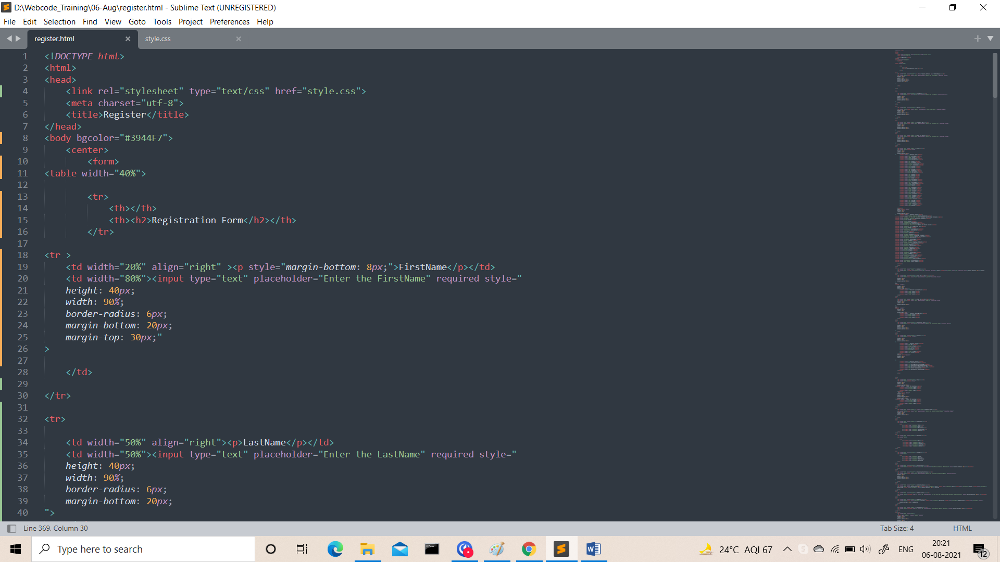 D:\Webcode_Training\06-Aug\register.html - Sublime Text (UNREGISTERED)
File Edit Selection Find View Goto Tools Project Preferences Help
register.html style.css
1 <!DOCTYPE html>
2 <html>
3 <head>
4 <link rel="stylesheet" type="text/css" href="style.css">
5 <meta charset="utf-8">
6 <title>Register</title>
7 </head>
8 <body bgcolor="#3944F7">
9 <center>
10 <form>
11 <table width="40%">
12
13 <tr>
14 <th></th>
15 <th><h2>Registration Form</h2></th>
16 </tr>
17
18 <tr >
19 <td width="20%" align="right" ><p style="margin-bottom: 8px;">FirstName</p></td>
20 <td width="80%"><input type="text" placeholder="Enter the FirstName" required style="
21 height: 40px;
22 width: 90%;
23 border-radius: 6px;
24 margin-bottom: 20px;
25 margin-top: 30px;"
26 >
27
28 </td>
29
30 </tr>
31
32 <tr>
33
34 <td width="50%" align="right"><p>LastName</p></td>
35 <td width="50%"><input type="text" placeholder="Enter the LastName" required style="
36 height: 40px;
37 width: 90%;
38 border-radius: 6px;
39 margin-bottom: 20px;
40 ">
Line 369, Column 30 Tab Size: 4 HTML
Type here to search 24°C AQI 67 ENG 20:21
06-08-2021 12